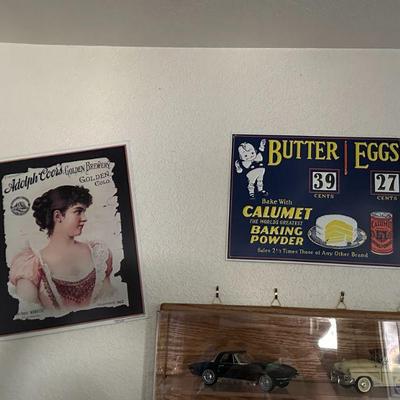 Adolph Coors, Golden Brewery,
Golden
Colo.
BUTTER EGGS
39 27
CENTS CENTS
Bake With
CALUMET
THE WORLDS GREATEST
BAKING
POWDER
Sales 2½ Times Those of Any Other Brand